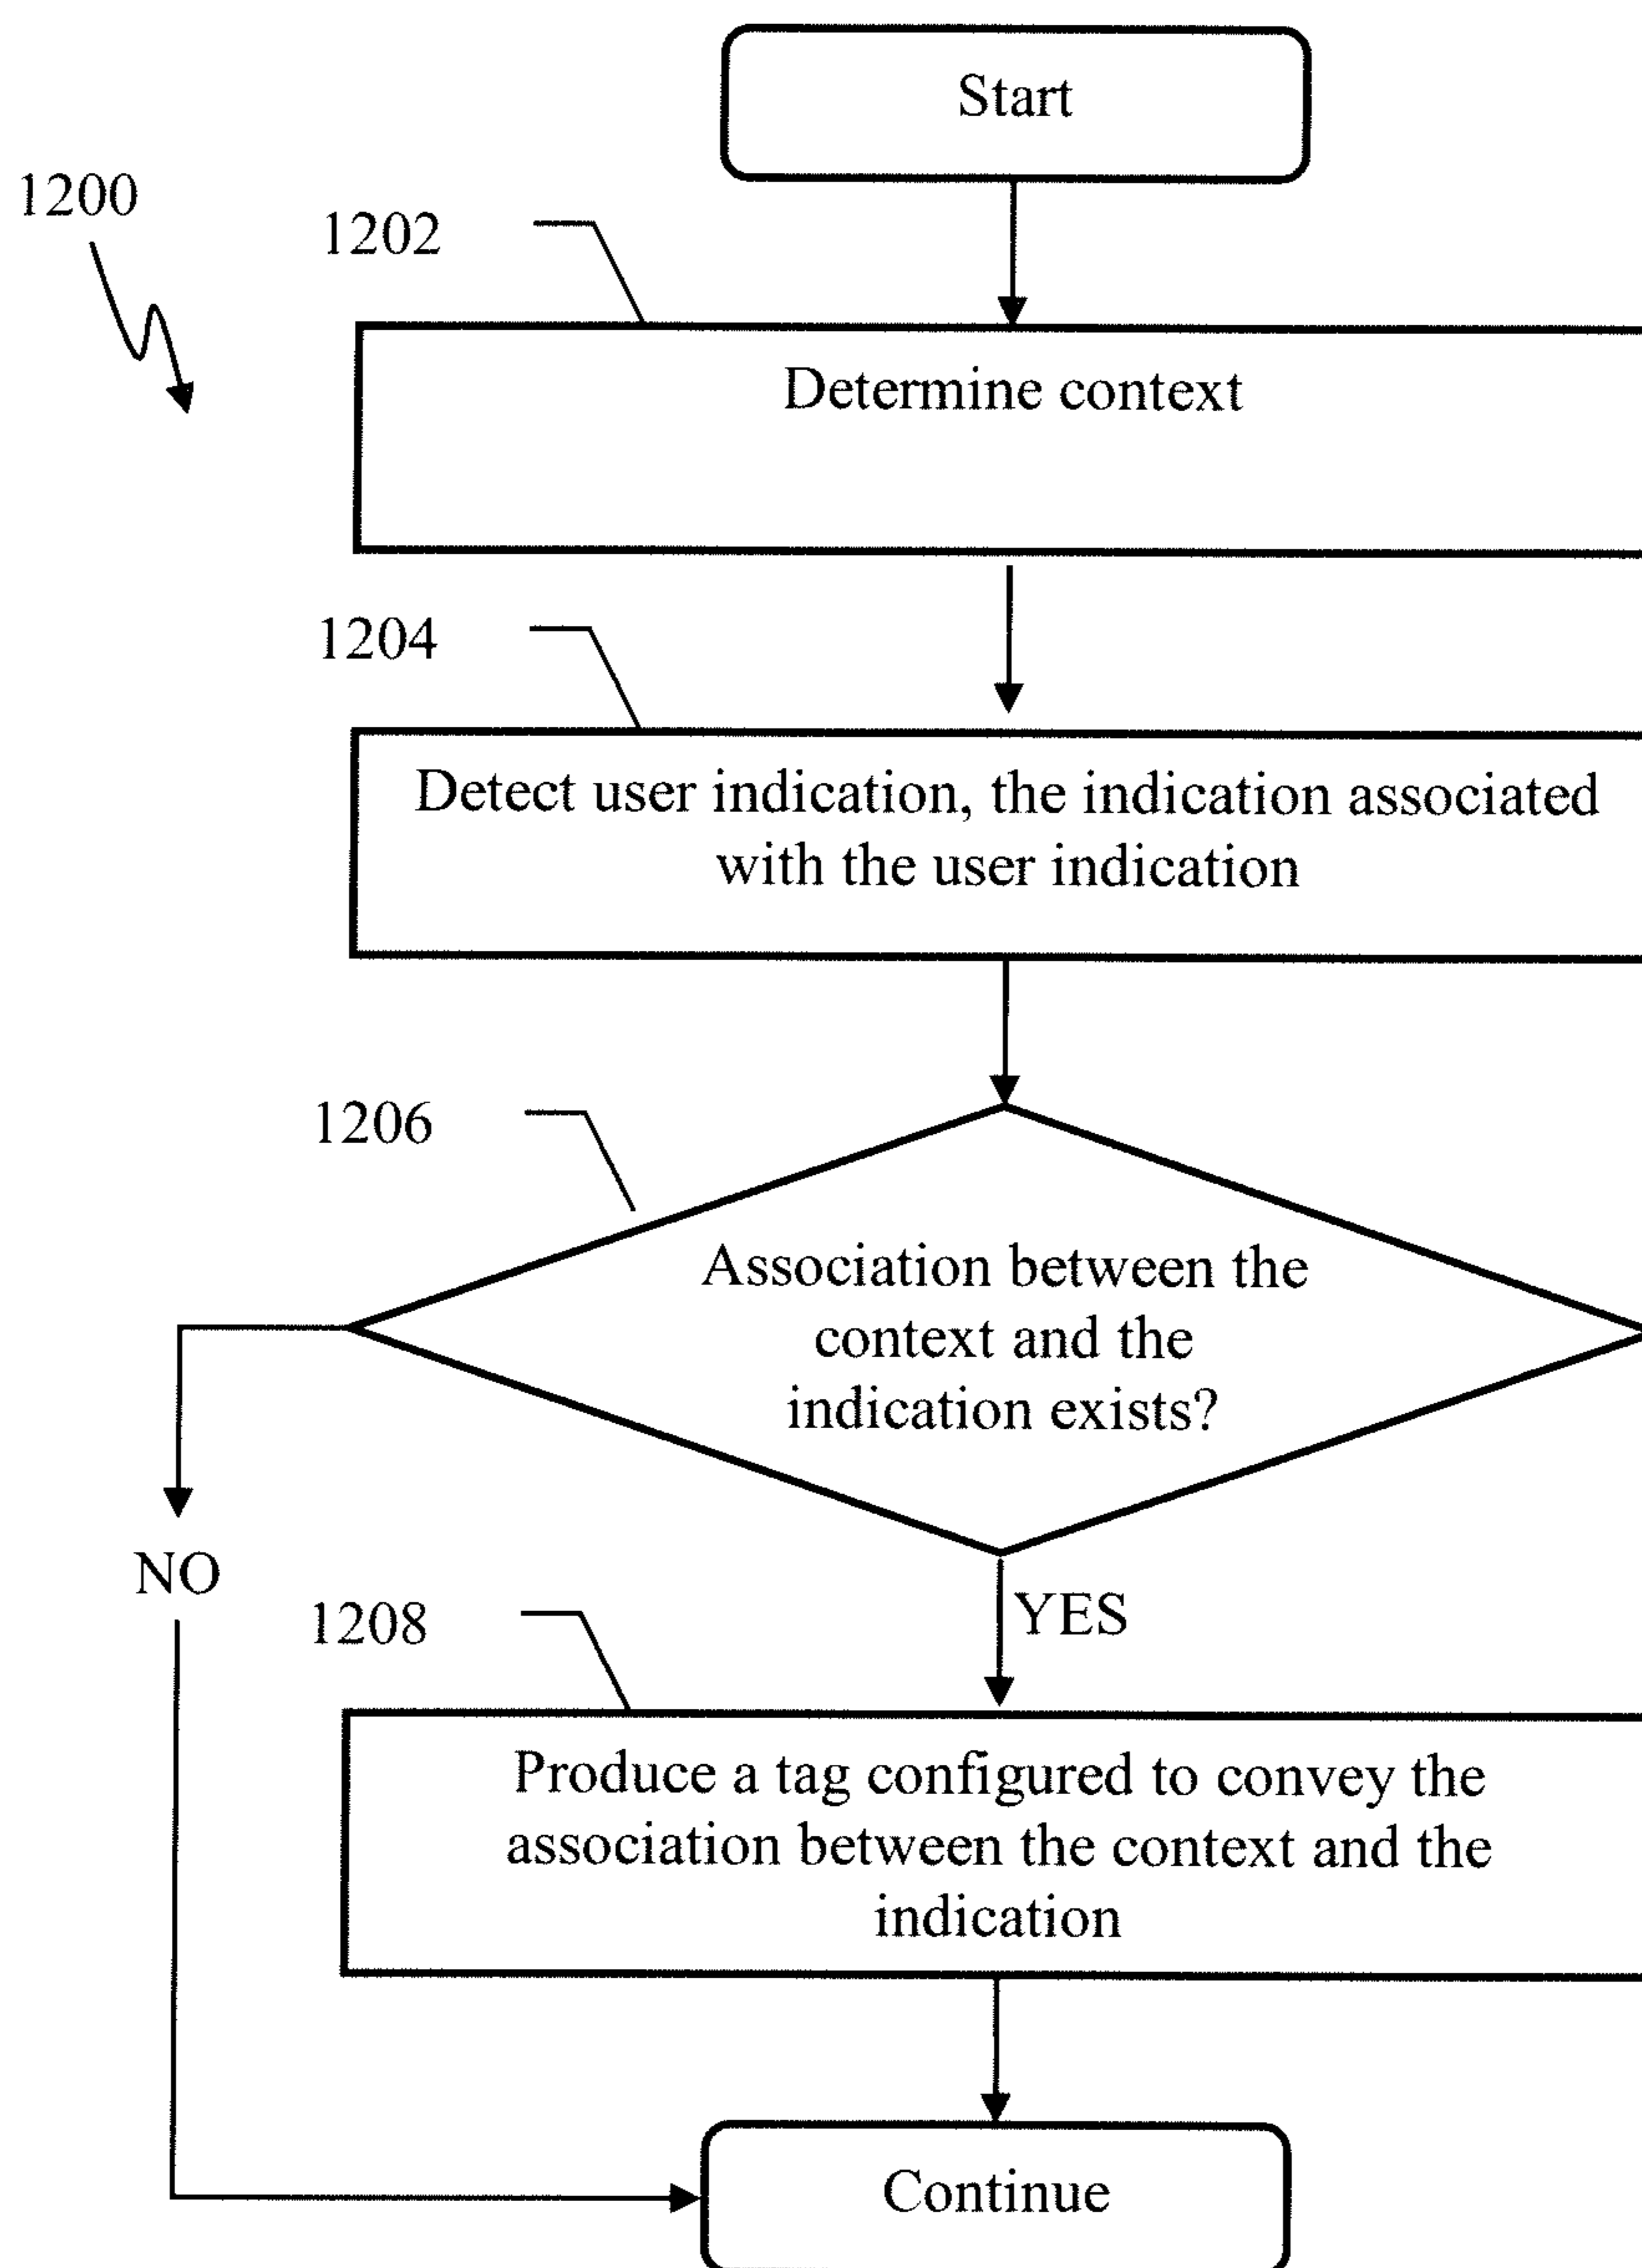 Start
1200
1202
Determine context
1204
Detect user indication, the indication associated
with the user indication
1206
Association between the
context and the
indication exists?
NO
YES
1208
Produce a tag configured to convey the
association between the context and the
indication
Continue